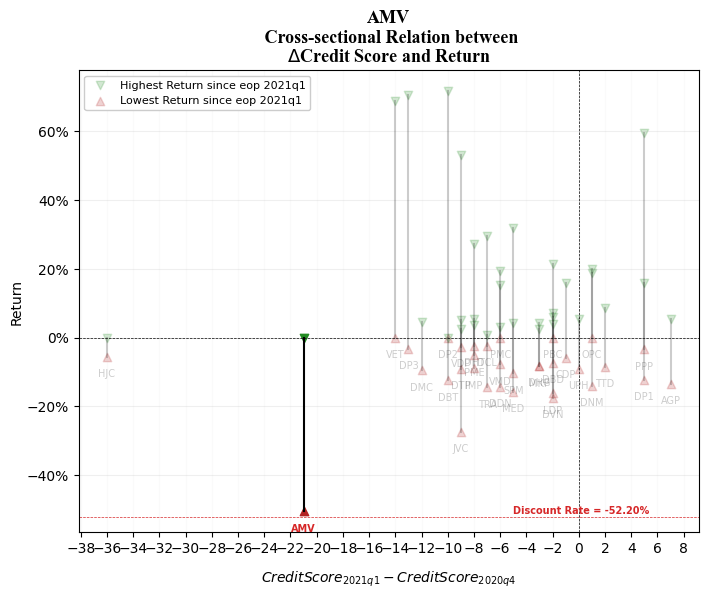 AMV
Cross-sectional Relation between
ΔCredit Score and Return
Highest Return since eop 2021q1
Lowest Return since eop 2021q1
Return
60%
40%
20%
0%
−20%
−40%
HJC
VET
DP3
DMC
DP2
DBT
JVC
PMC
MED
PBC
OPC
DNM
TTD
PPP
DP1
AGP
DVN
AMV
Discount Rate = -52.20%
−38 −36 −34 −32 −30 −28 −26 −24 −22 −20 −18 −16 −14 −12 −10 −8 −6 −4 −2 0 2 4 6 8
CreditScore2021q1 − CreditScore2020q4